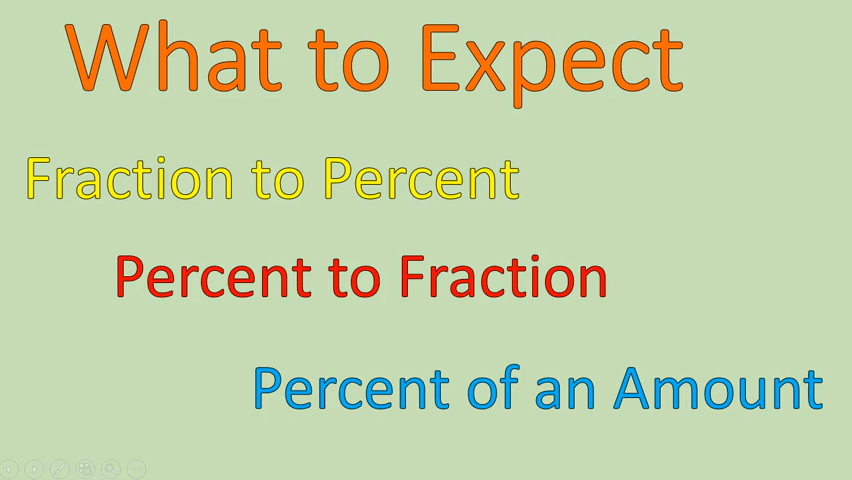 What to Expect
Fraction to Percent
Percent to Fraction
Percent of an Amount